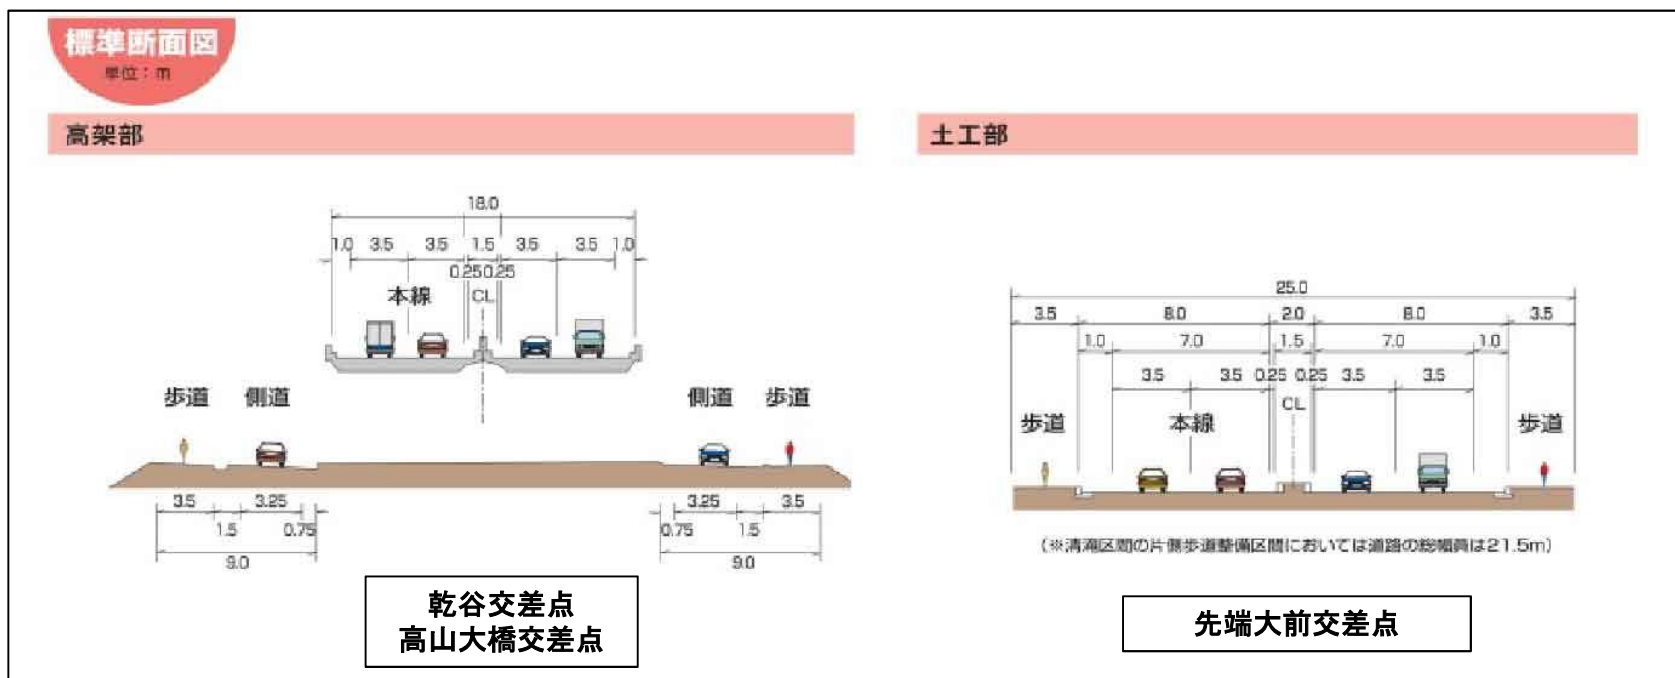 標準断面図
単位：m
高架部
18.0
1.0 3.5 3.5 1.5 3.5 3.5 1.0
0.25 0.25
本線 CL
歩道 側道 側道 歩道
3.5 3.25 3.25 3.5
1.5 0.75 0.75 1.5
9.0 9.0
乾谷交差点
高山大橋交差点
土工部
25.0
3.5 8.0 2.0 8.0 3.5
1.0 7.0 1.5 7.0 1.0
3.5 3.5 0.25 0.25 3.5 3.5
CL
歩道 本線 歩道
(※清滝区間の片側歩道整備区間においては道路の総幅員は21.5m)
先端大前交差点